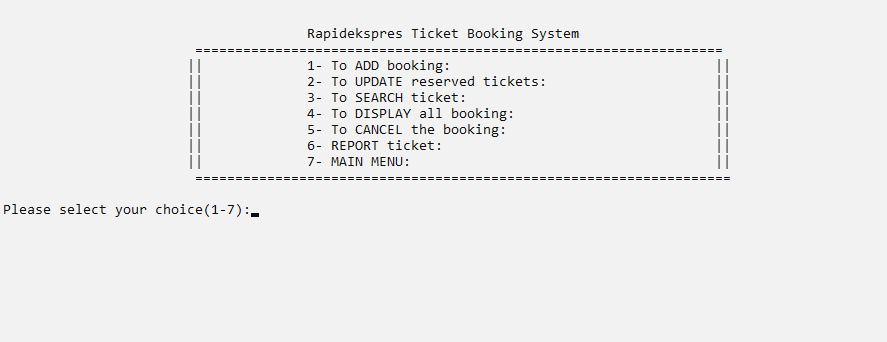 Rapidekspres Ticket Booking System
==================================================================
|| 1- To ADD booking: ||
|| 2- To UPDATE reserved tickets: ||
|| 3- To SEARCH ticket: ||
|| 4- To DISPLAY all booking: ||
|| 5- To CANCEL the booking: ||
|| 6- REPORT ticket: ||
|| 7- MAIN MENU: ||
===================================================================
Please select your choice(1-7):